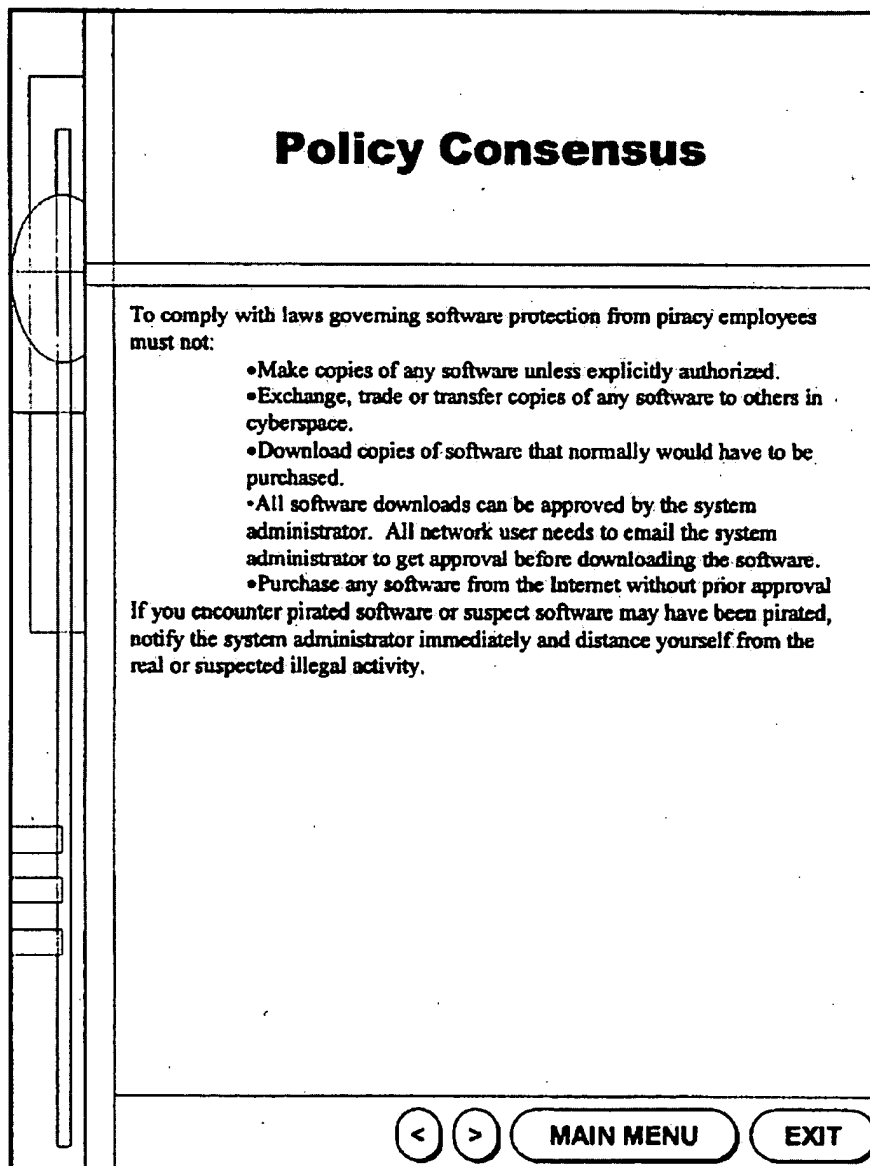 Policy Consensus
To comply with laws governing software protection from piracy employees
must not:
•Make copies of any software unless explicitly authorized.
•Exchange, trade or transfer copies of any software to others in
cyberspace.
•Download copies of software that normally would have to be
purchased.
•All software downloads can be approved by the system
administrator. All network user needs to email the system
administrator to get approval before downloading the software.
•Purchase any software from the Internet without prior approval
If you encounter pirated software or suspect software may have been pirated,
notify the system administrator immediately and distance yourself from the
real or suspected illegal activity.
< > MAIN MENU EXIT